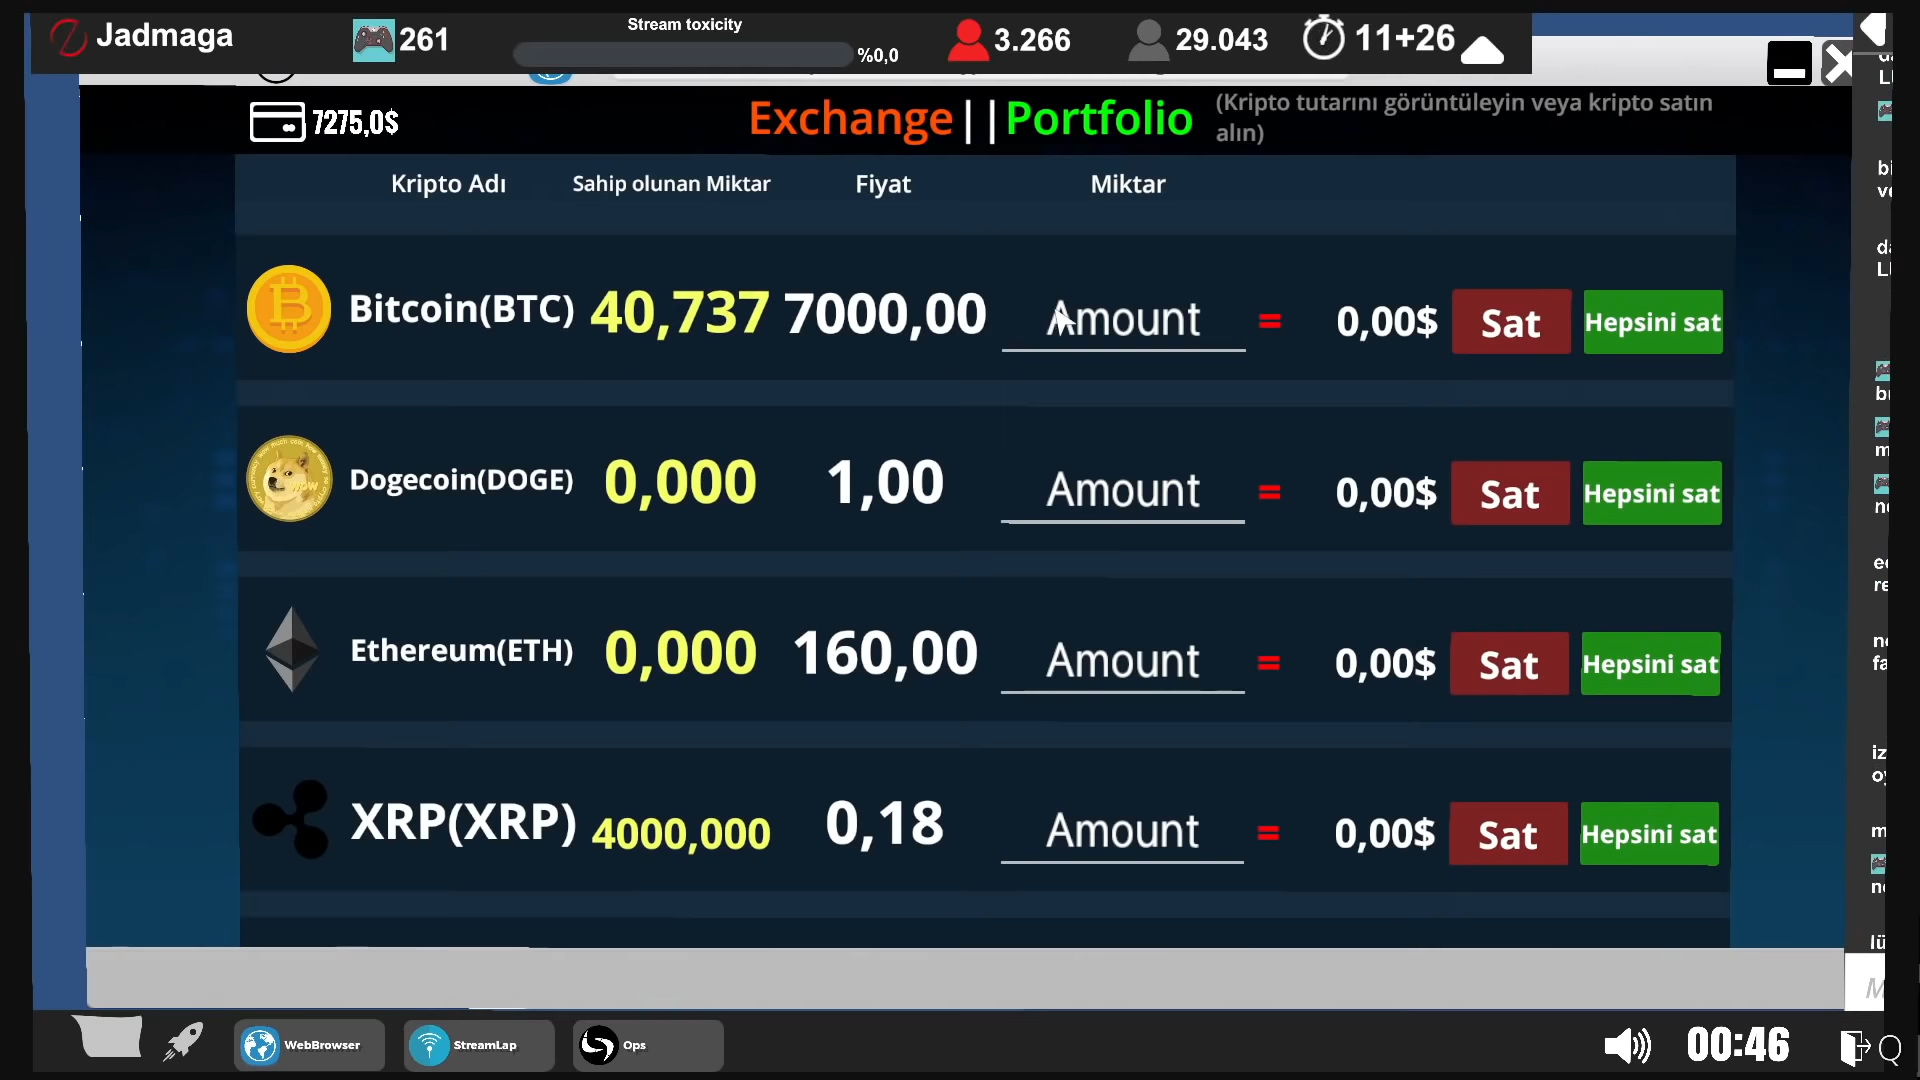 Jadmaga
261
Stream toxicity
%0,0
3.266
29.043
11+26
7275,0$
Exchange||Portfolio
(Kripto tutarını görüntüleyin veya kripto satın
alın)
Kripto Adı Sahip olunan Miktar Fiyat Miktar
Bitcoin(BTC) 40,737 7000,00 Amount = 0,00$ Sat Hepsini sat
Dogecoin(DOGE) 0,000 1,00 Amount = 0,00$ Sat Hepsini sat
Ethereum(ETH) 0,000 160,00 Amount = 0,00$ Sat Hepsini sat
XRP(XRP) 4000,000 0,18 Amount = 0,00$ Sat Hepsini sat
WebBrowser
StreamLap
Ops
00:46
Q